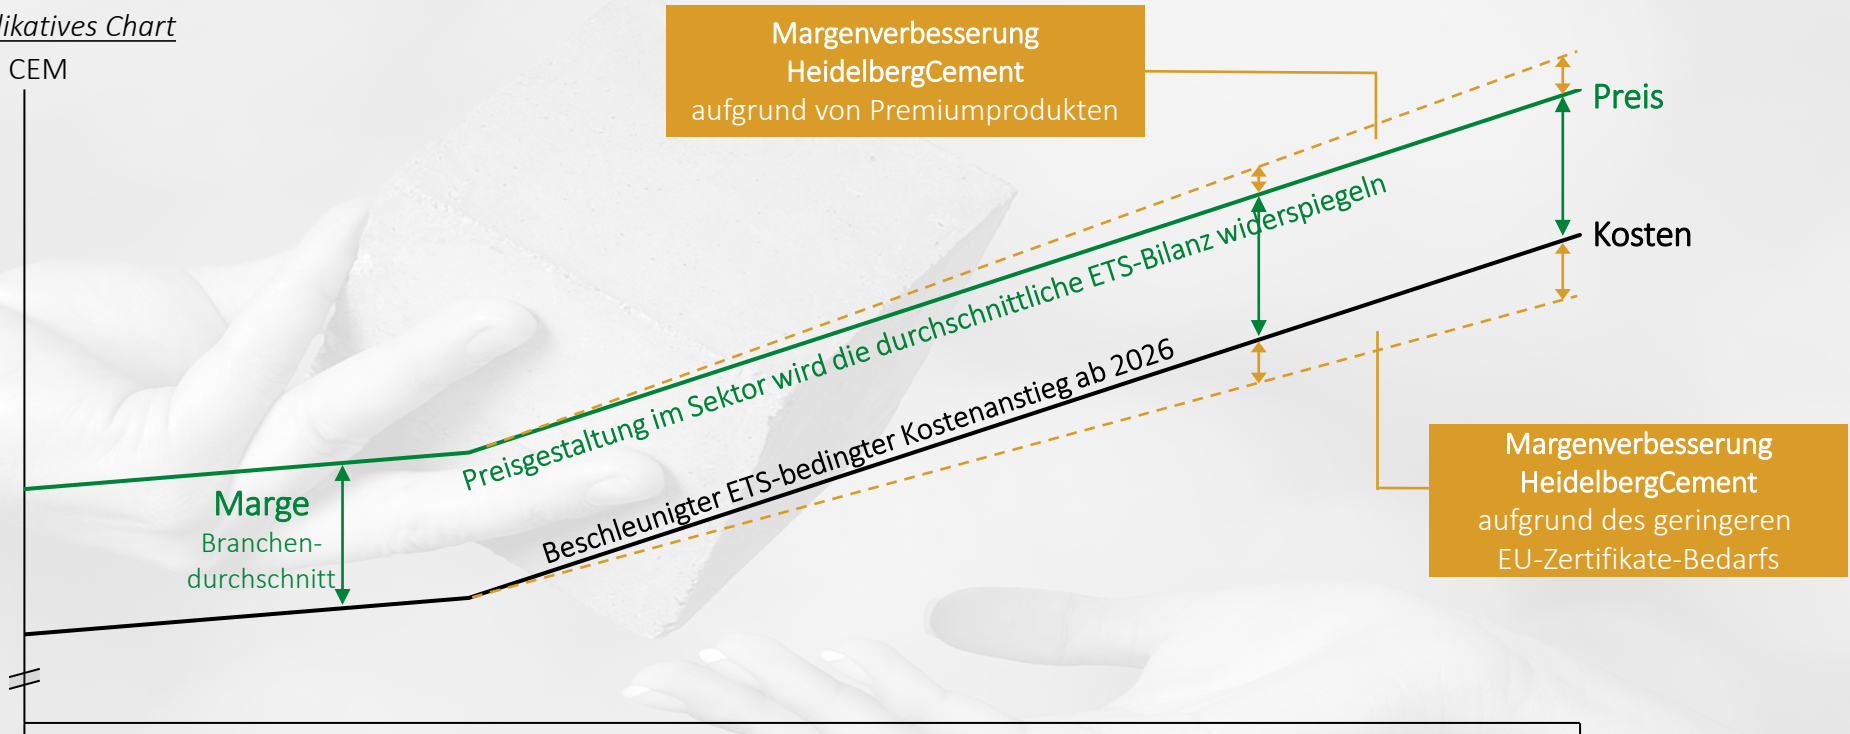 likatives Chart
CEM
Margenverbesserung
HeidelbergCement
aufgrund von Premiumprodukten
Preis
Kosten
Preisgestaltung im Sektor wird die durchschnittliche ETS-Bilanz widerspiegeln
Beschleunigter ETS-bedingter Kostenanstieg ab 2026
Marge
Branchen-
durchschnitt
Margenverbesserung
HeidelbergCement
aufgrund des geringeren
EU-Zertifikate-Bedarfs